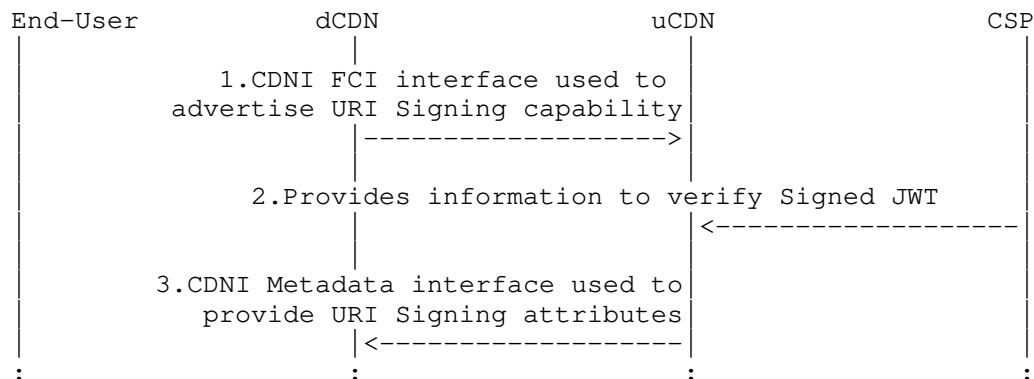 End-User dCDN uCDN CSP
1.CDNI FCI interface used to
advertise URI Signing capability
2.Provides information to verify Signed JWT
3.CDNI Metadata interface used to
provide URI Signing attributes